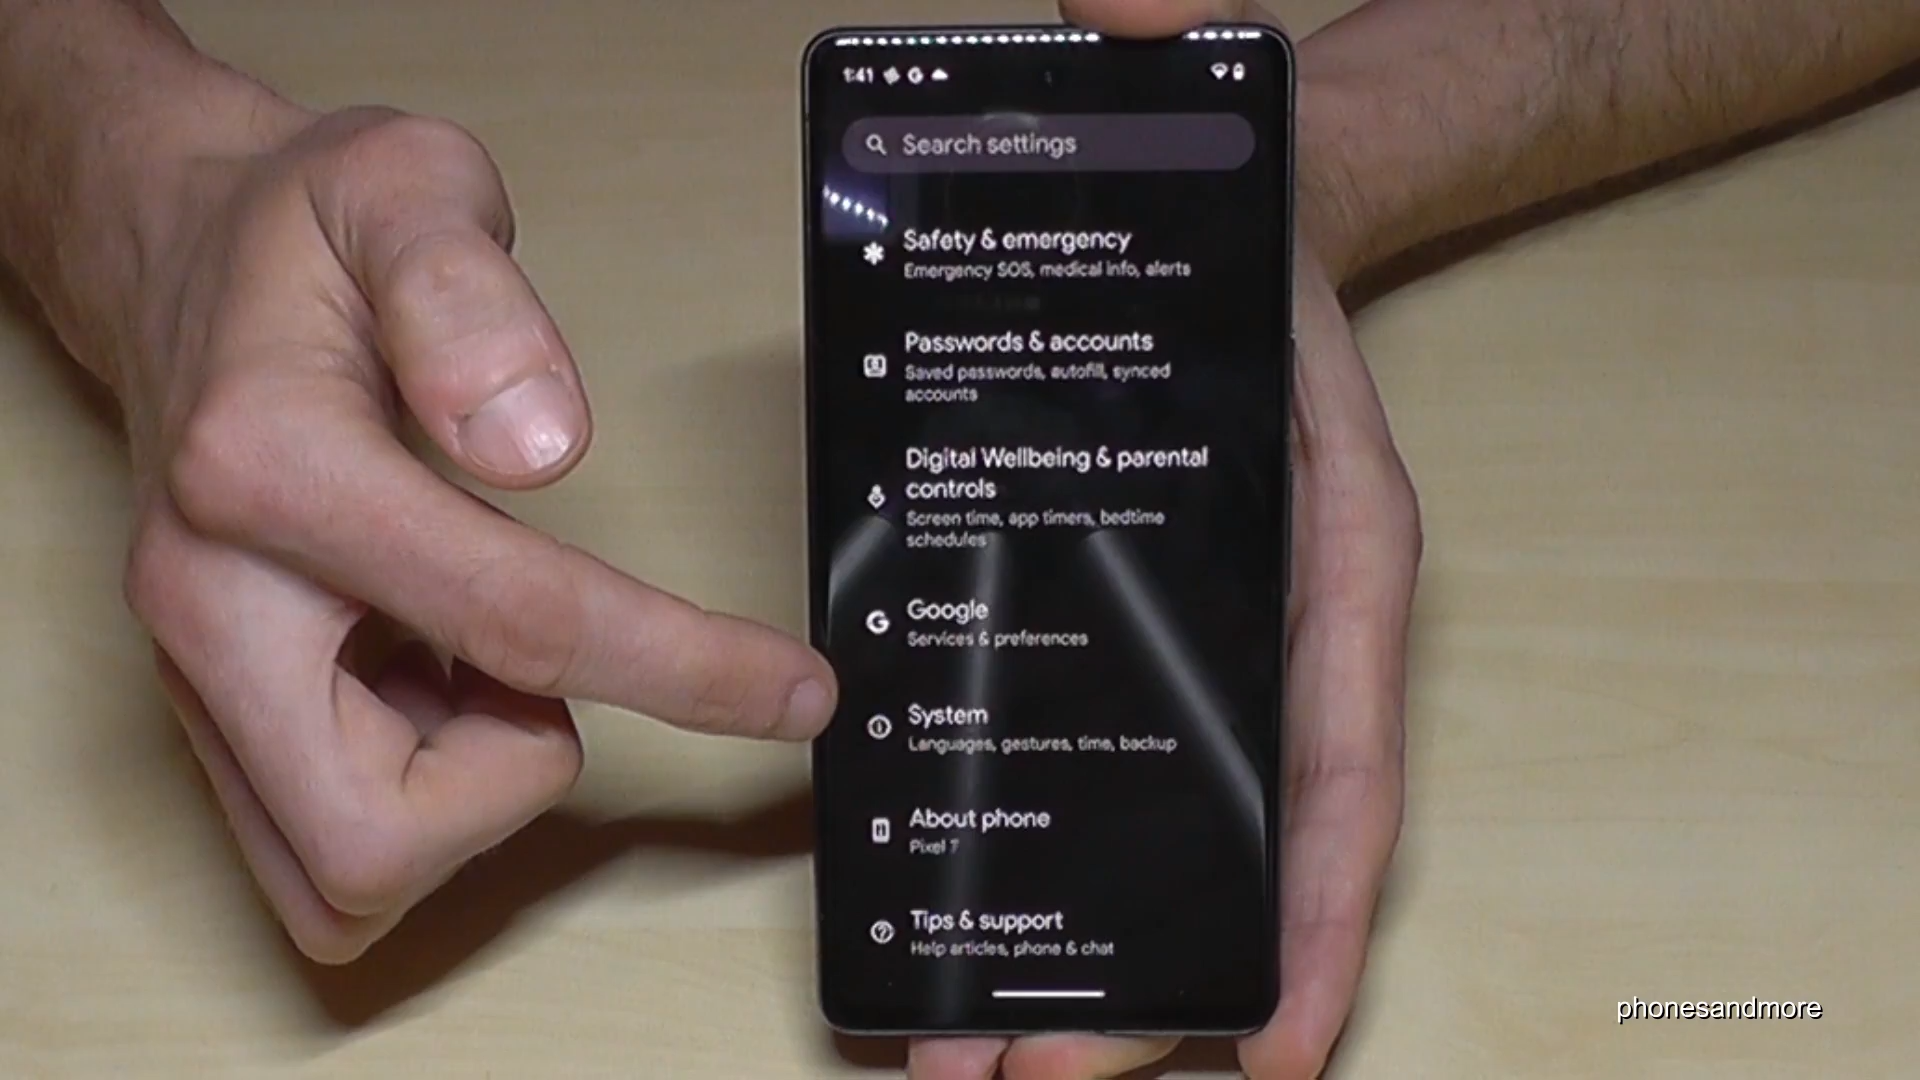 1:41
Search settings
Safety & emergency
Emergency SOS, medical info, alerts
Passwords & accounts
Saved passwords, autofill, synced
accounts
Digital Wellbeing & parental
controls
Screen time, app timers, bedtime
schedules
Google
Services & preferences
System
Languages, gestures, time, backup
About phone
Pixel 7
Tips & support
Help articles, phone & chat
phonesandmore